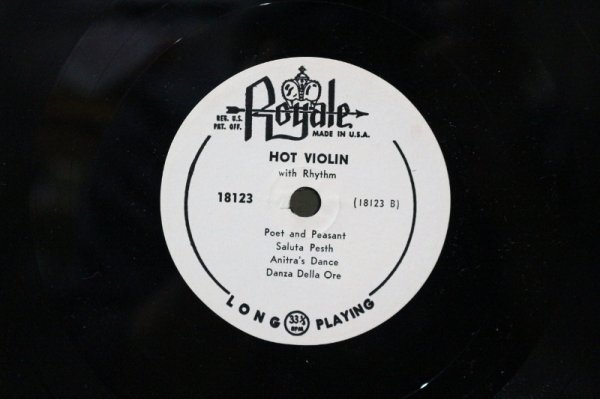 Royale
REG. U.S.
PAT. OFF.
MADE IN U.S.A.
HOT VIOLIN
with Rhythm
18123
(18123 B)
Poet and Peasant
Saluta Pesth
Anitra's Dance
Danza Della Ore
LONG 33⅓ RPM PLAYING